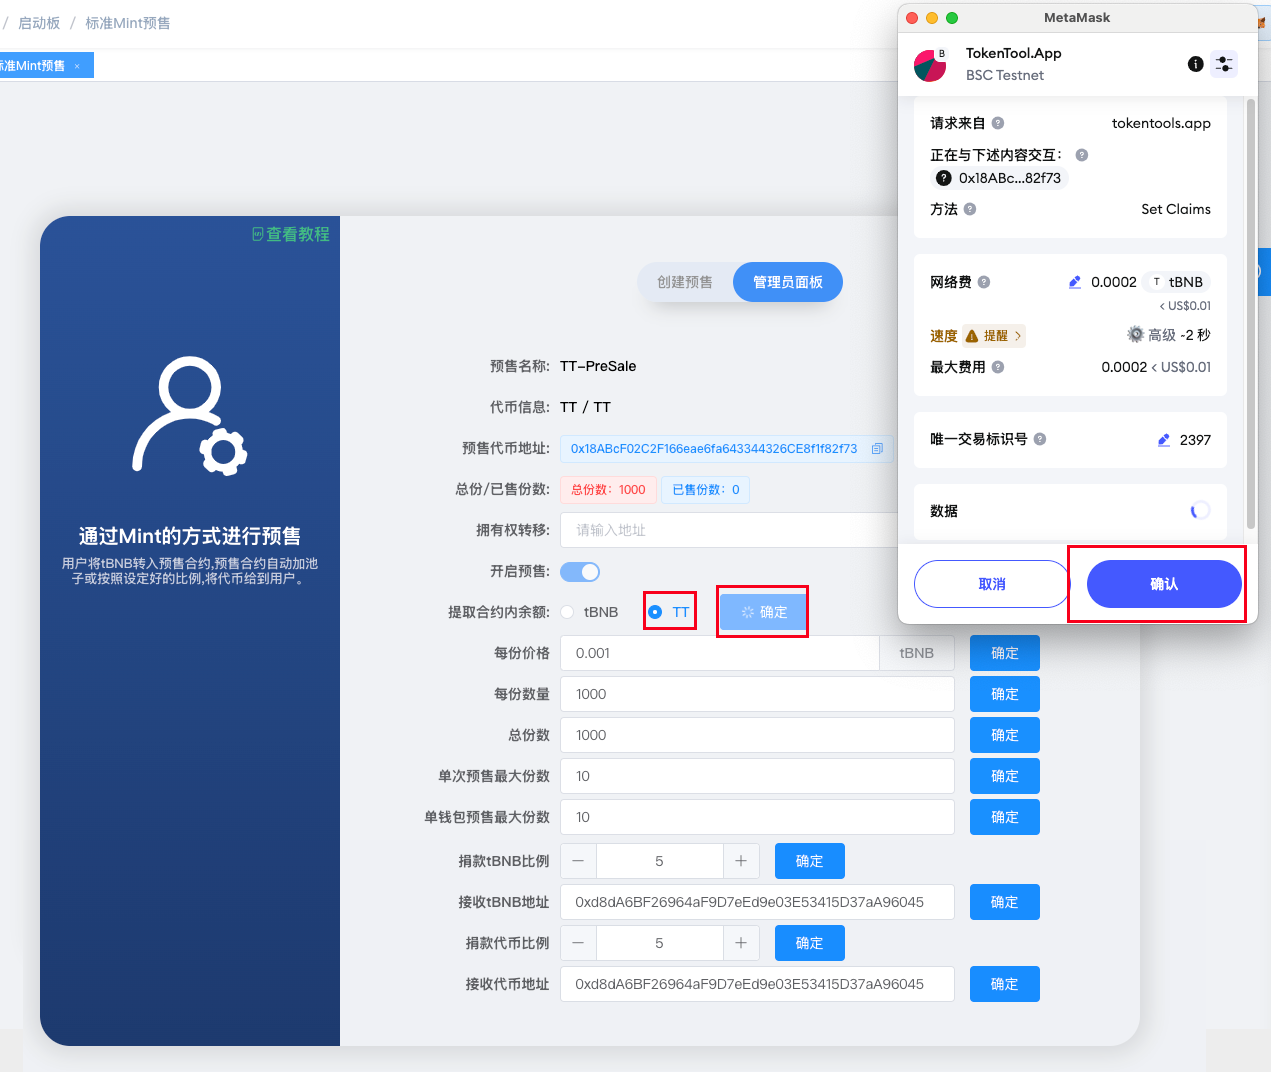 / 启动板 / 标准Mint预售
标准Mint预售 ×
MetaMask
B
TokenTool.App
BSC Testnet
请求来自
tokentools.app
正在与下述内容交互：
0x18ABc...82f73
方法
Set Claims
网络费
0.0002
T tBNB
< US$0.01
速度
提醒 >
高级 ~2 秒
最大费用
0.0002 < US$0.01
唯一交易标识号
2397
数据
取消
确认
查看教程
通过Mint的方式进行预售
用户将tBNB转入预售合约,预售合约自动加池
子或按照设定好的比例,将代币给到用户。
创建预售
管理员面板
预售名称: TT-PreSale
代币信息: TT / TT
预售代币地址: 0x18ABcF02C2F166eae6fa643344326CE8f1f82f73
总份/已售份数: 总份数：1000 已售份数：0
拥有权转移: 请输入地址
开启预售:
提取合约内余额: tBNB TT 确定
每份价格 0.001 tBNB 确定
每份数量 1000 确定
总份数 1000 确定
单次预售最大份数 10 确定
单钱包预售最大份数 10 确定
捐款tBNB比例 — 5 + 确定
接收tBNB地址 0xd8dA6BF26964aF9D7eEd9e03E53415D37aA96045 确定
捐款代币比例 — 5 + 确定
接收代币地址 0xd8dA6BF26964aF9D7eEd9e03E53415D37aA96045 确定